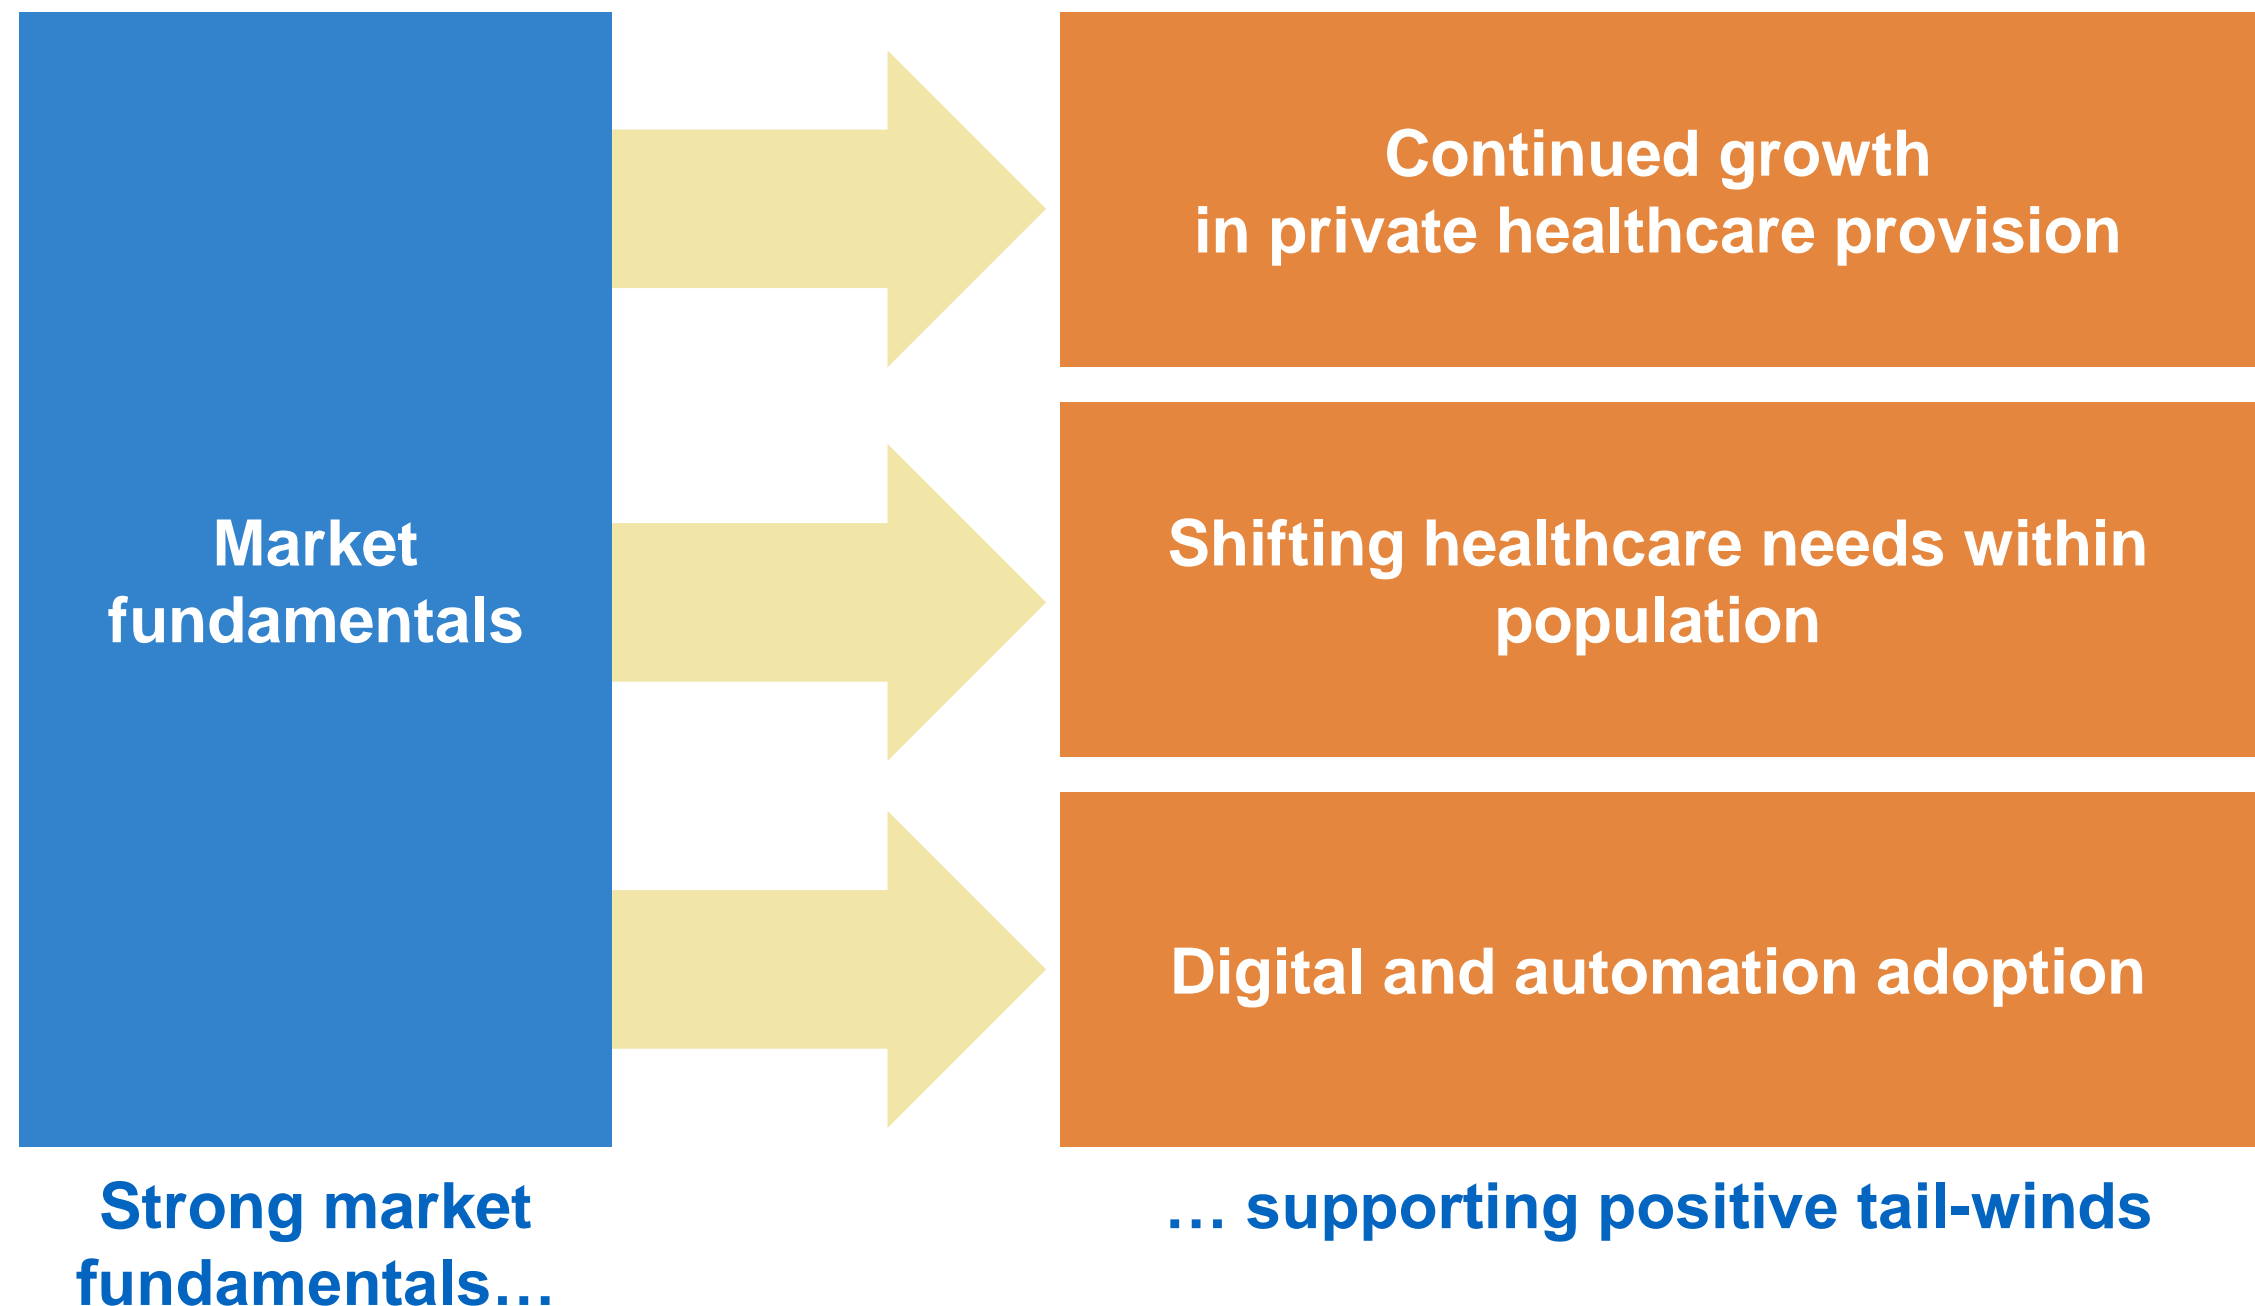 Market
fundamentals
Continued growth
in private healthcare provision
Shifting healthcare needs within
population
Digital and automation adoption
Strong market
fundamentals…
… supporting positive tail-winds